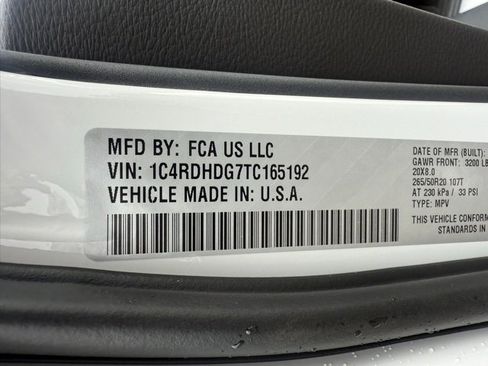 MFD BY: FCA US LLC
VIN: 1C4RDHDG7TC165192
VEHICLE MADE IN: U.S.A.
DATE OF MFR (BUILT):
GAWR FRONT: 3200 LB
20X8.0
265/50R20 107T
AT 230 kPa / 33 PSI
TYPE: MPV
THIS VEHICLE CONFORM
STANDARDS IN